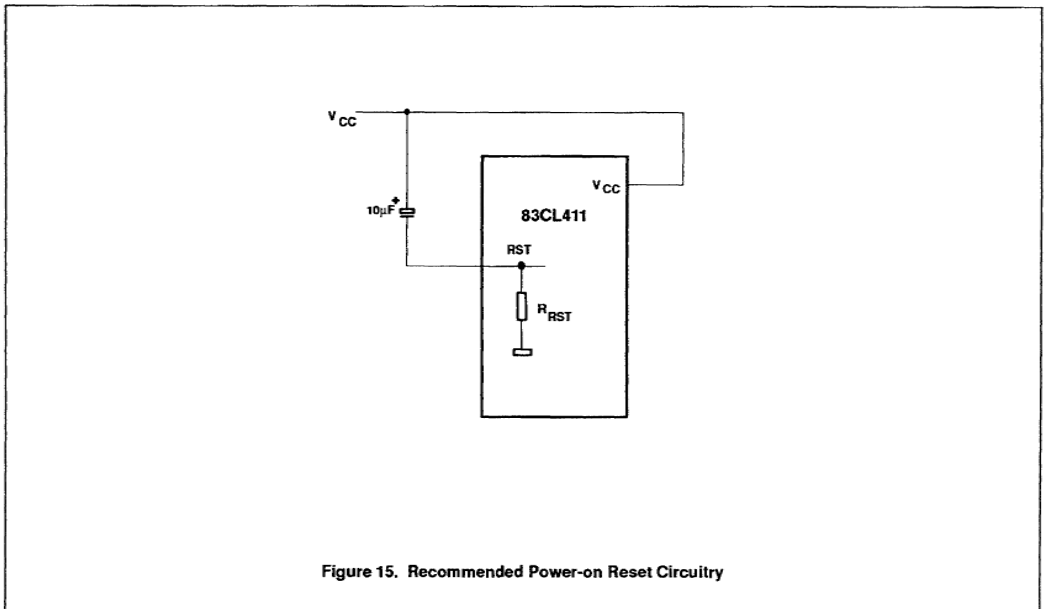 VCC
VCC
83CL411
10µF
+
RST
RRST
Figure 15. Recommended Power-on Reset Circuitry